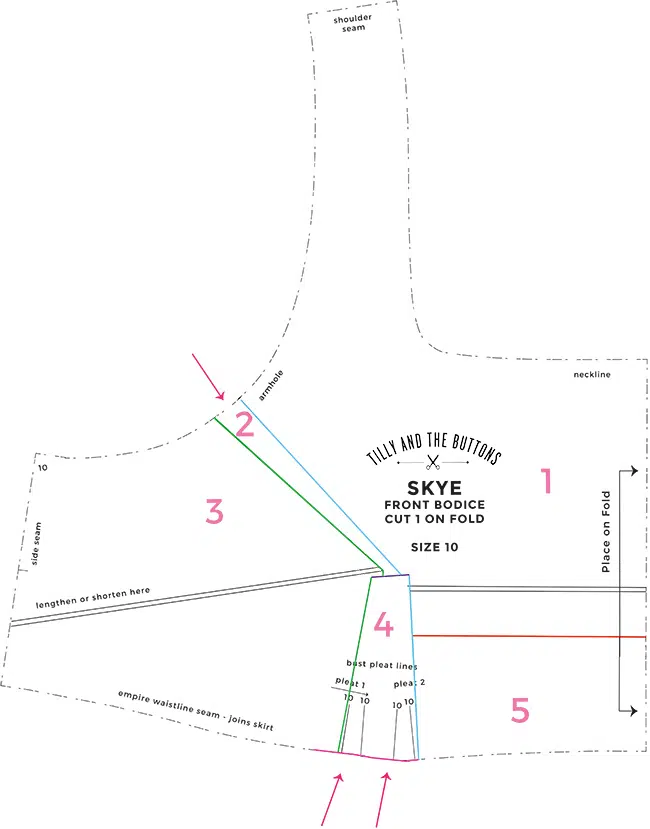 shoulder
seam
armhole
neckline
2
TILLY AND THE BUTTONS
10
SKYE
FRONT BODICE
CUT 1 ON FOLD
SIZE 10
1
3
side seam
Place on Fold
lengthen or shorten here
4
bust pleat lines
pleat 1
pleat 2
10 10
10 10
5
empire waistline seam - joins skirt